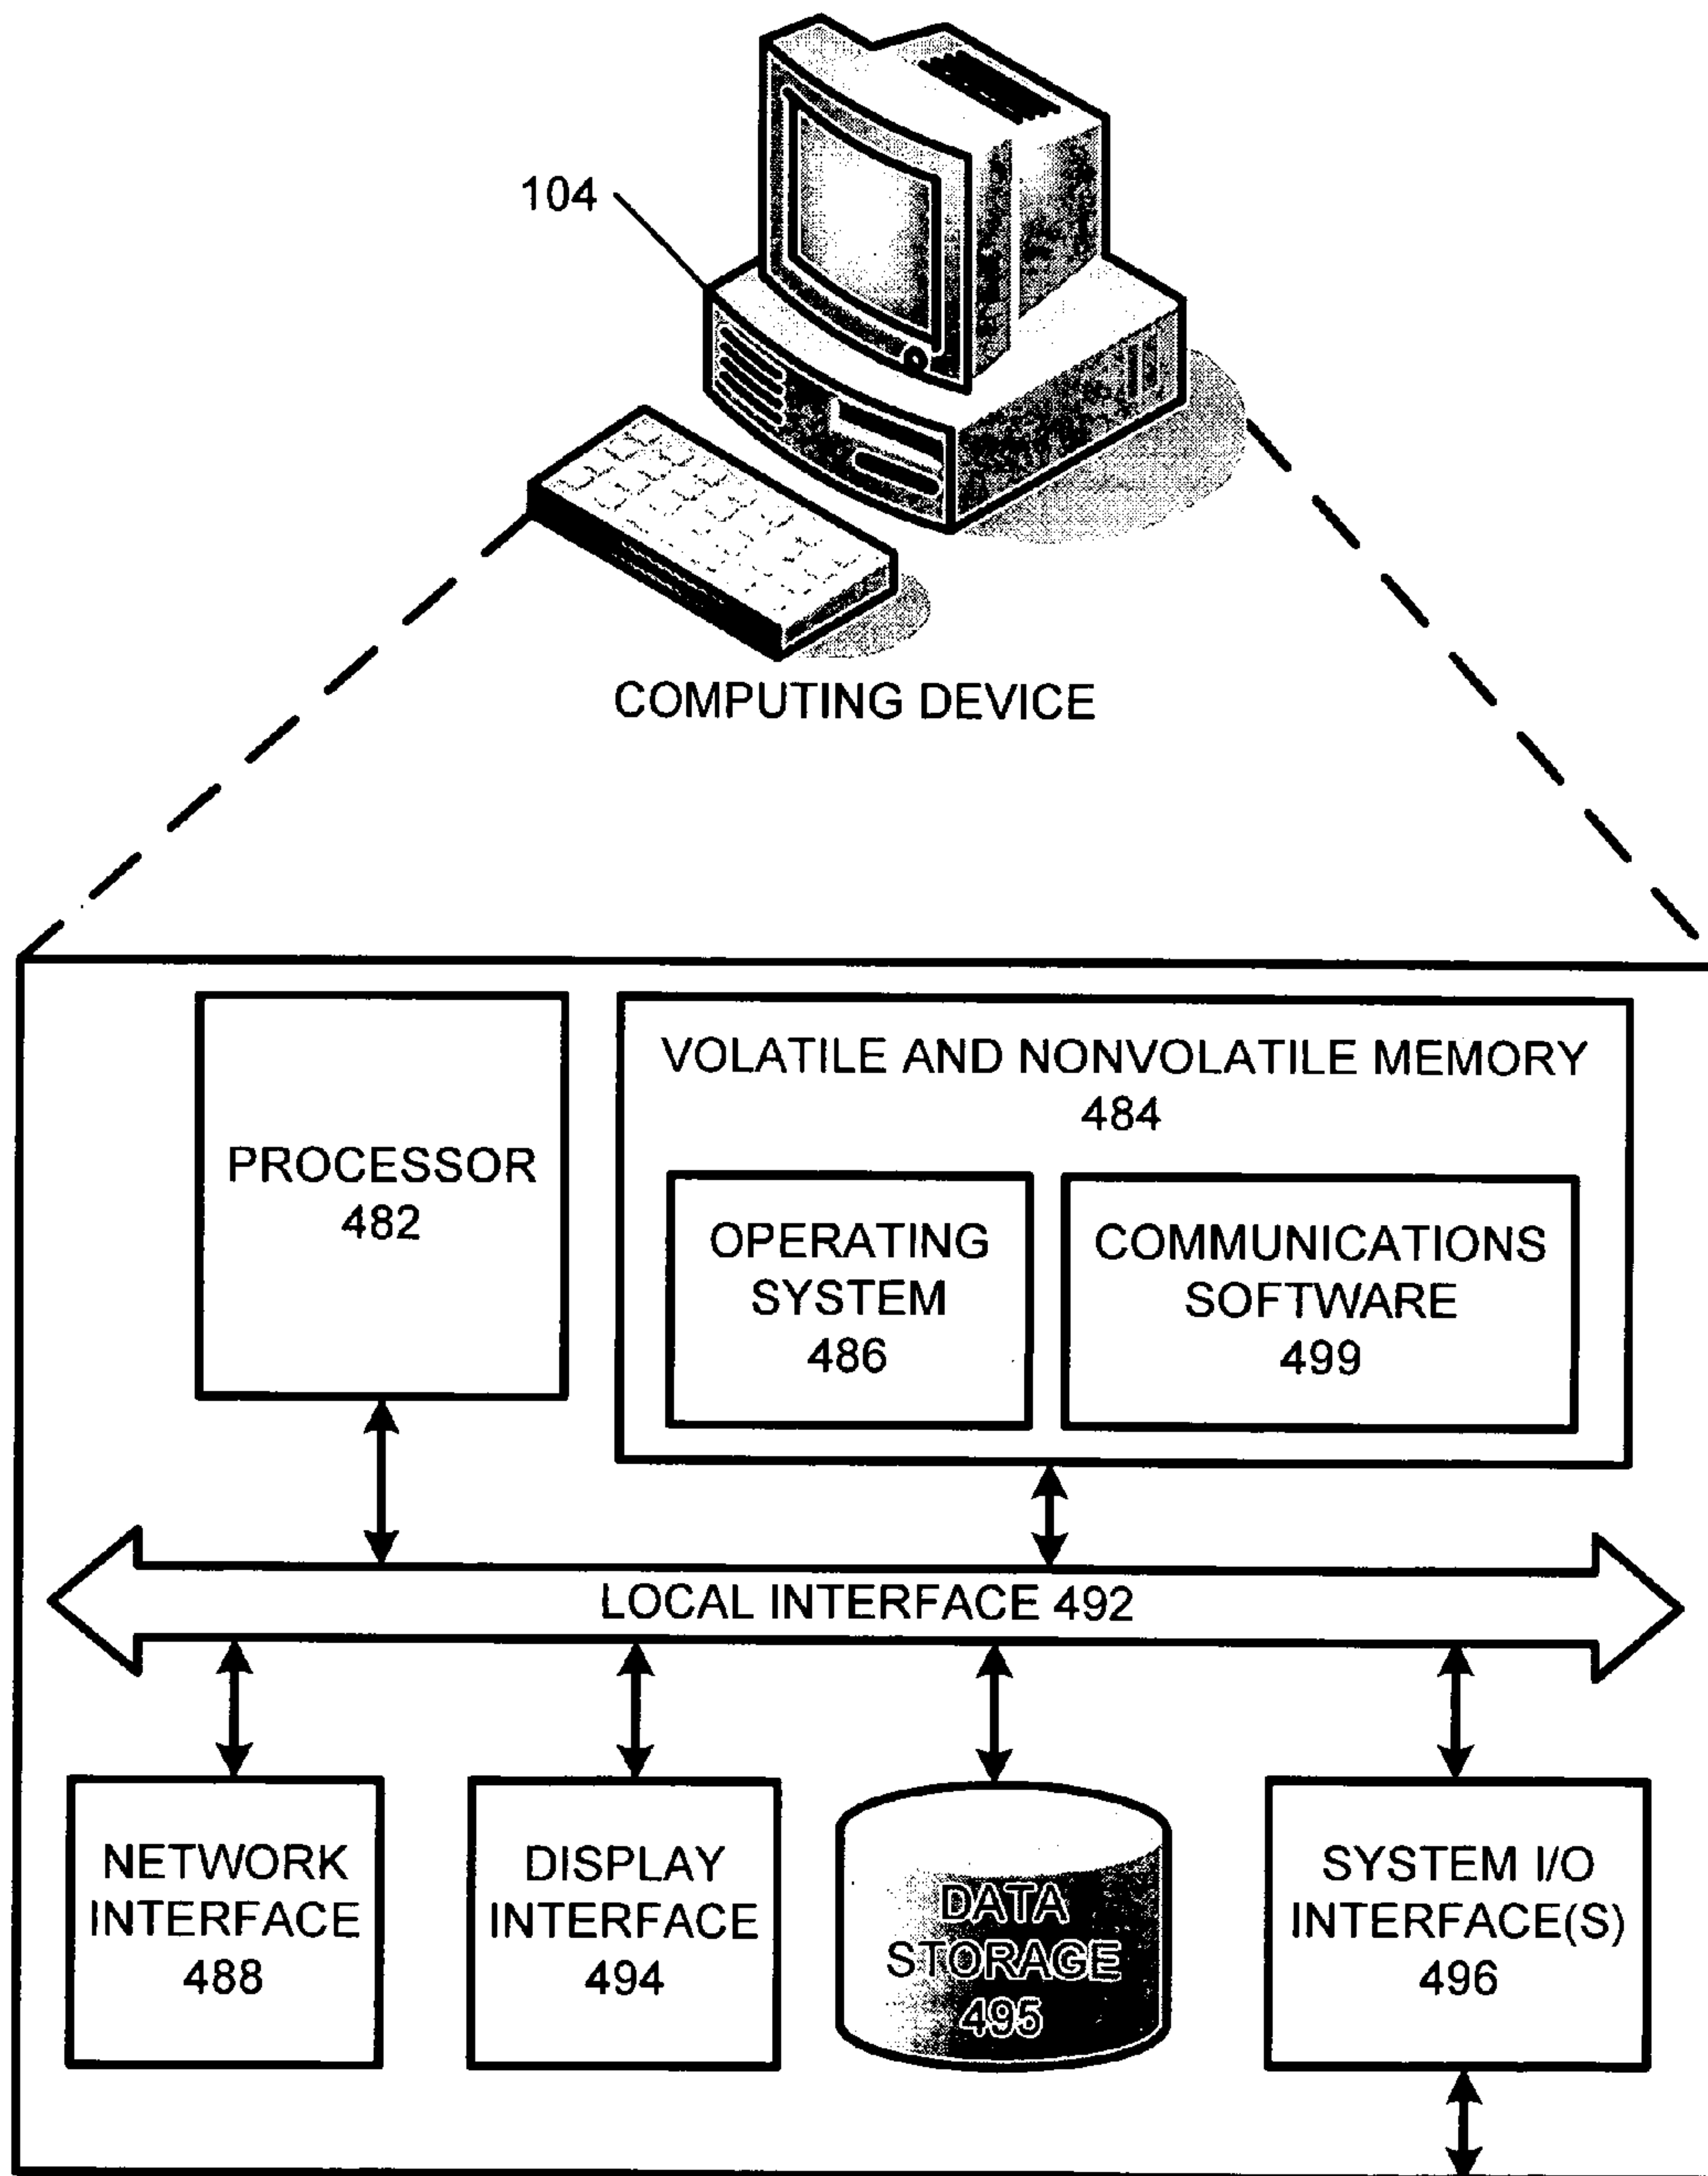 104
COMPUTING DEVICE
PROCESSOR
482
VOLATILE AND NONVOLATILE MEMORY
484
OPERATING
SYSTEM
486
COMMUNICATIONS
SOFTWARE
499
LOCAL INTERFACE 492
NETWORK
INTERFACE
488
DISPLAY
INTERFACE
494
DATA
STORAGE
495
SYSTEM I/O
INTERFACE(S)
496